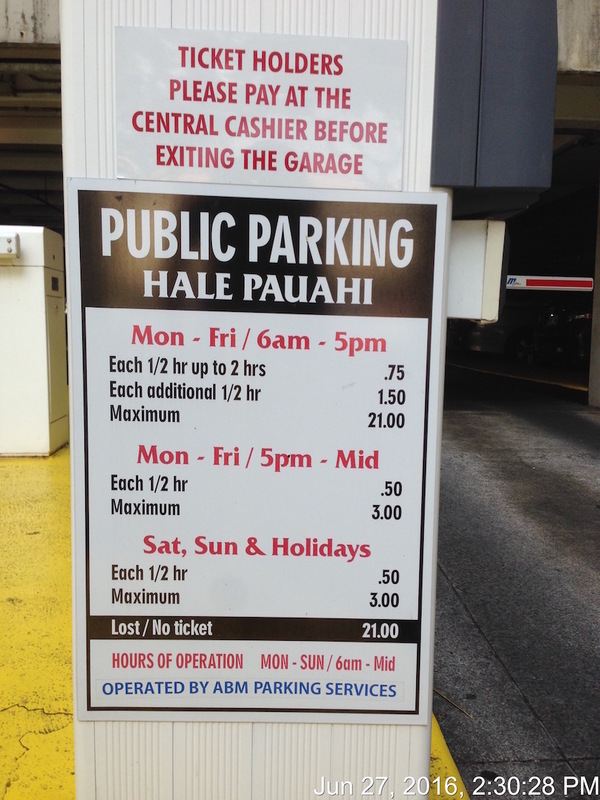 TICKET HOLDERS
PLEASE PAY AT THE
CENTRAL CASHIER BEFORE
EXITING THE GARAGE
PUBLIC PARKING
HALE PAUAHI
Mon - Fri / 6am - 5pm
Each 1/2 hr up to 2 hrs .75
Each additional 1/2 hr 1.50
Maximum 21.00
Mon - Fri / 5pm - Mid
Each 1/2 hr .50
Maximum 3.00
Sat, Sun & Holidays
Each 1/2 hr .50
Maximum 3.00
Lost / No ticket 21.00
HOURS OF OPERATION MON - SUN / 6am - Mid
OPERATED BY ABM PARKING SERVICES
Jun 27, 2016, 2:30:28 PM